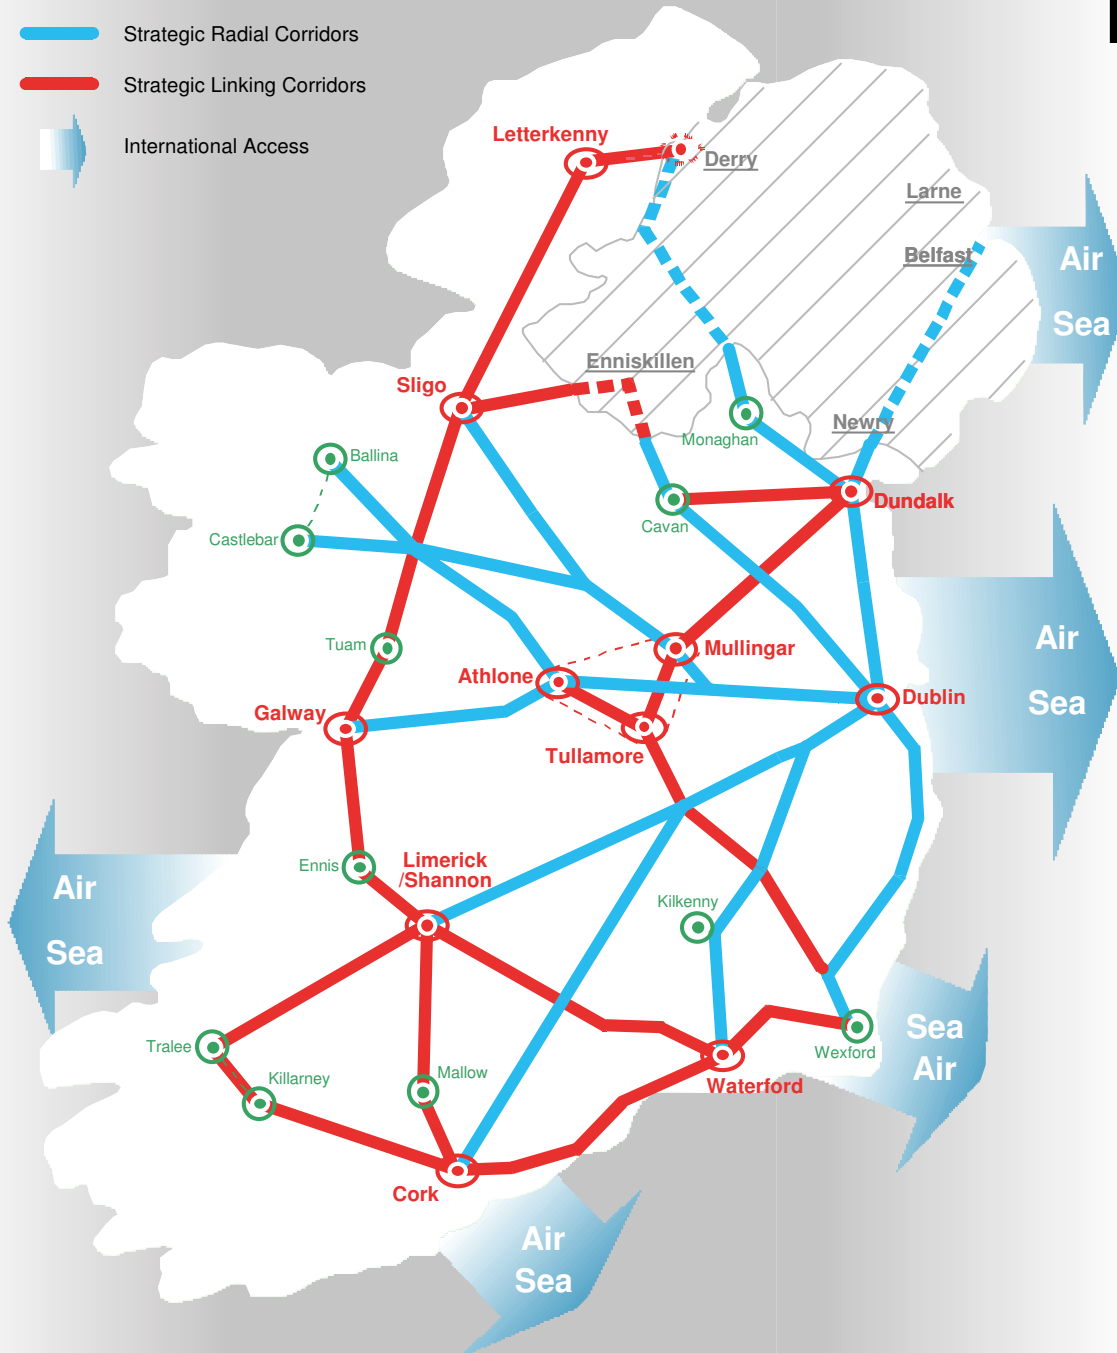 Strategic Radial Corridors
Strategic Linking Corridors
International Access
Letterkenny
Derry
Larne
Belfast
Air
Sea
Enniskillen
Sligo
Newry
Monaghan
Ballina
Dundalk
Cavan
Castlebar
Air
Sea
Tuam
Mullingar
Athlone
Dublin
Galway
Tullamore
Ennis
Limerick
/Shannon
Air
Sea
Kilkenny
Sea
Air
Tralee
Wexford
Killarney
Mallow
Waterford
Cork
Air
Sea